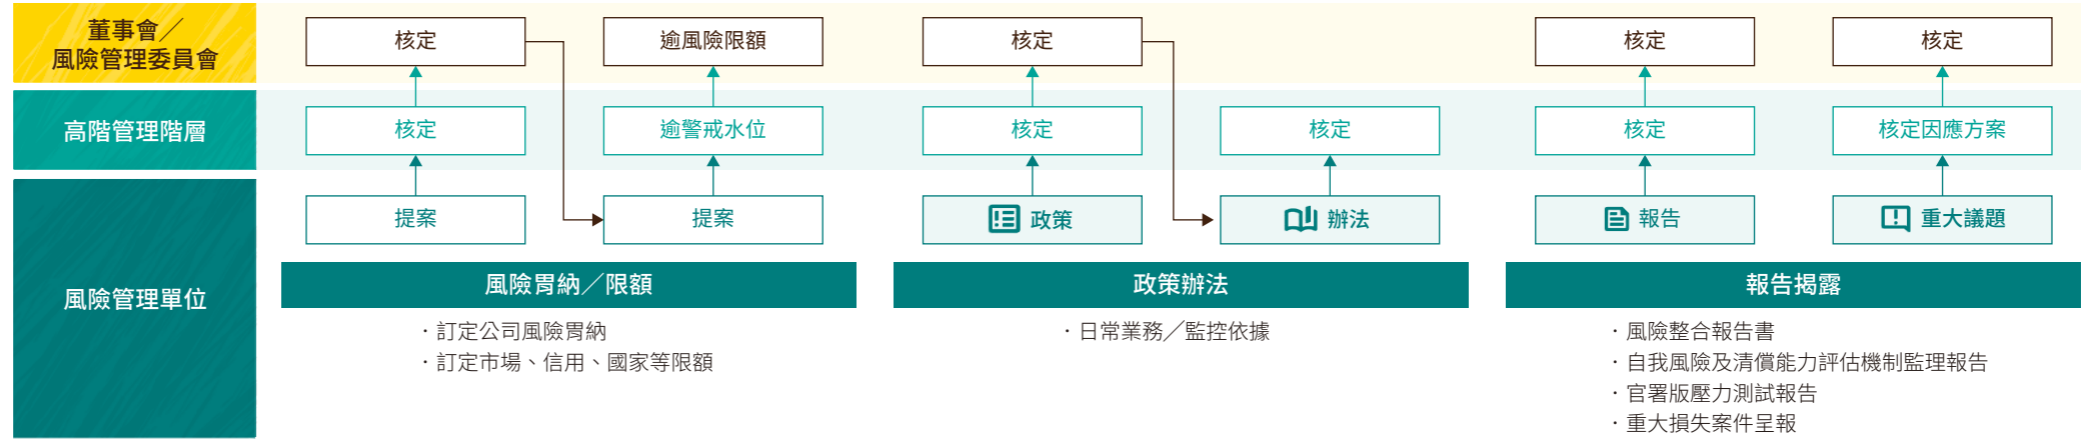 董事會／
風險管理委員會
核定
逾風險限額
核定
核定
核定
高階管理階層
核定
逾警戒水位
核定
核定
核定
核定因應方案
風險管理單位
提案
提案
政策
辦法
報告
重大議題
風險胃納／限額
政策辦法
報告揭露
・訂定公司風險胃納
・訂定市場、信用、國家等限額
・日常業務／監控依據
・風險整合報告書
・自我風險及清償能力評估機制監理報告
・官署版壓力測試報告
・重大損失案件呈報